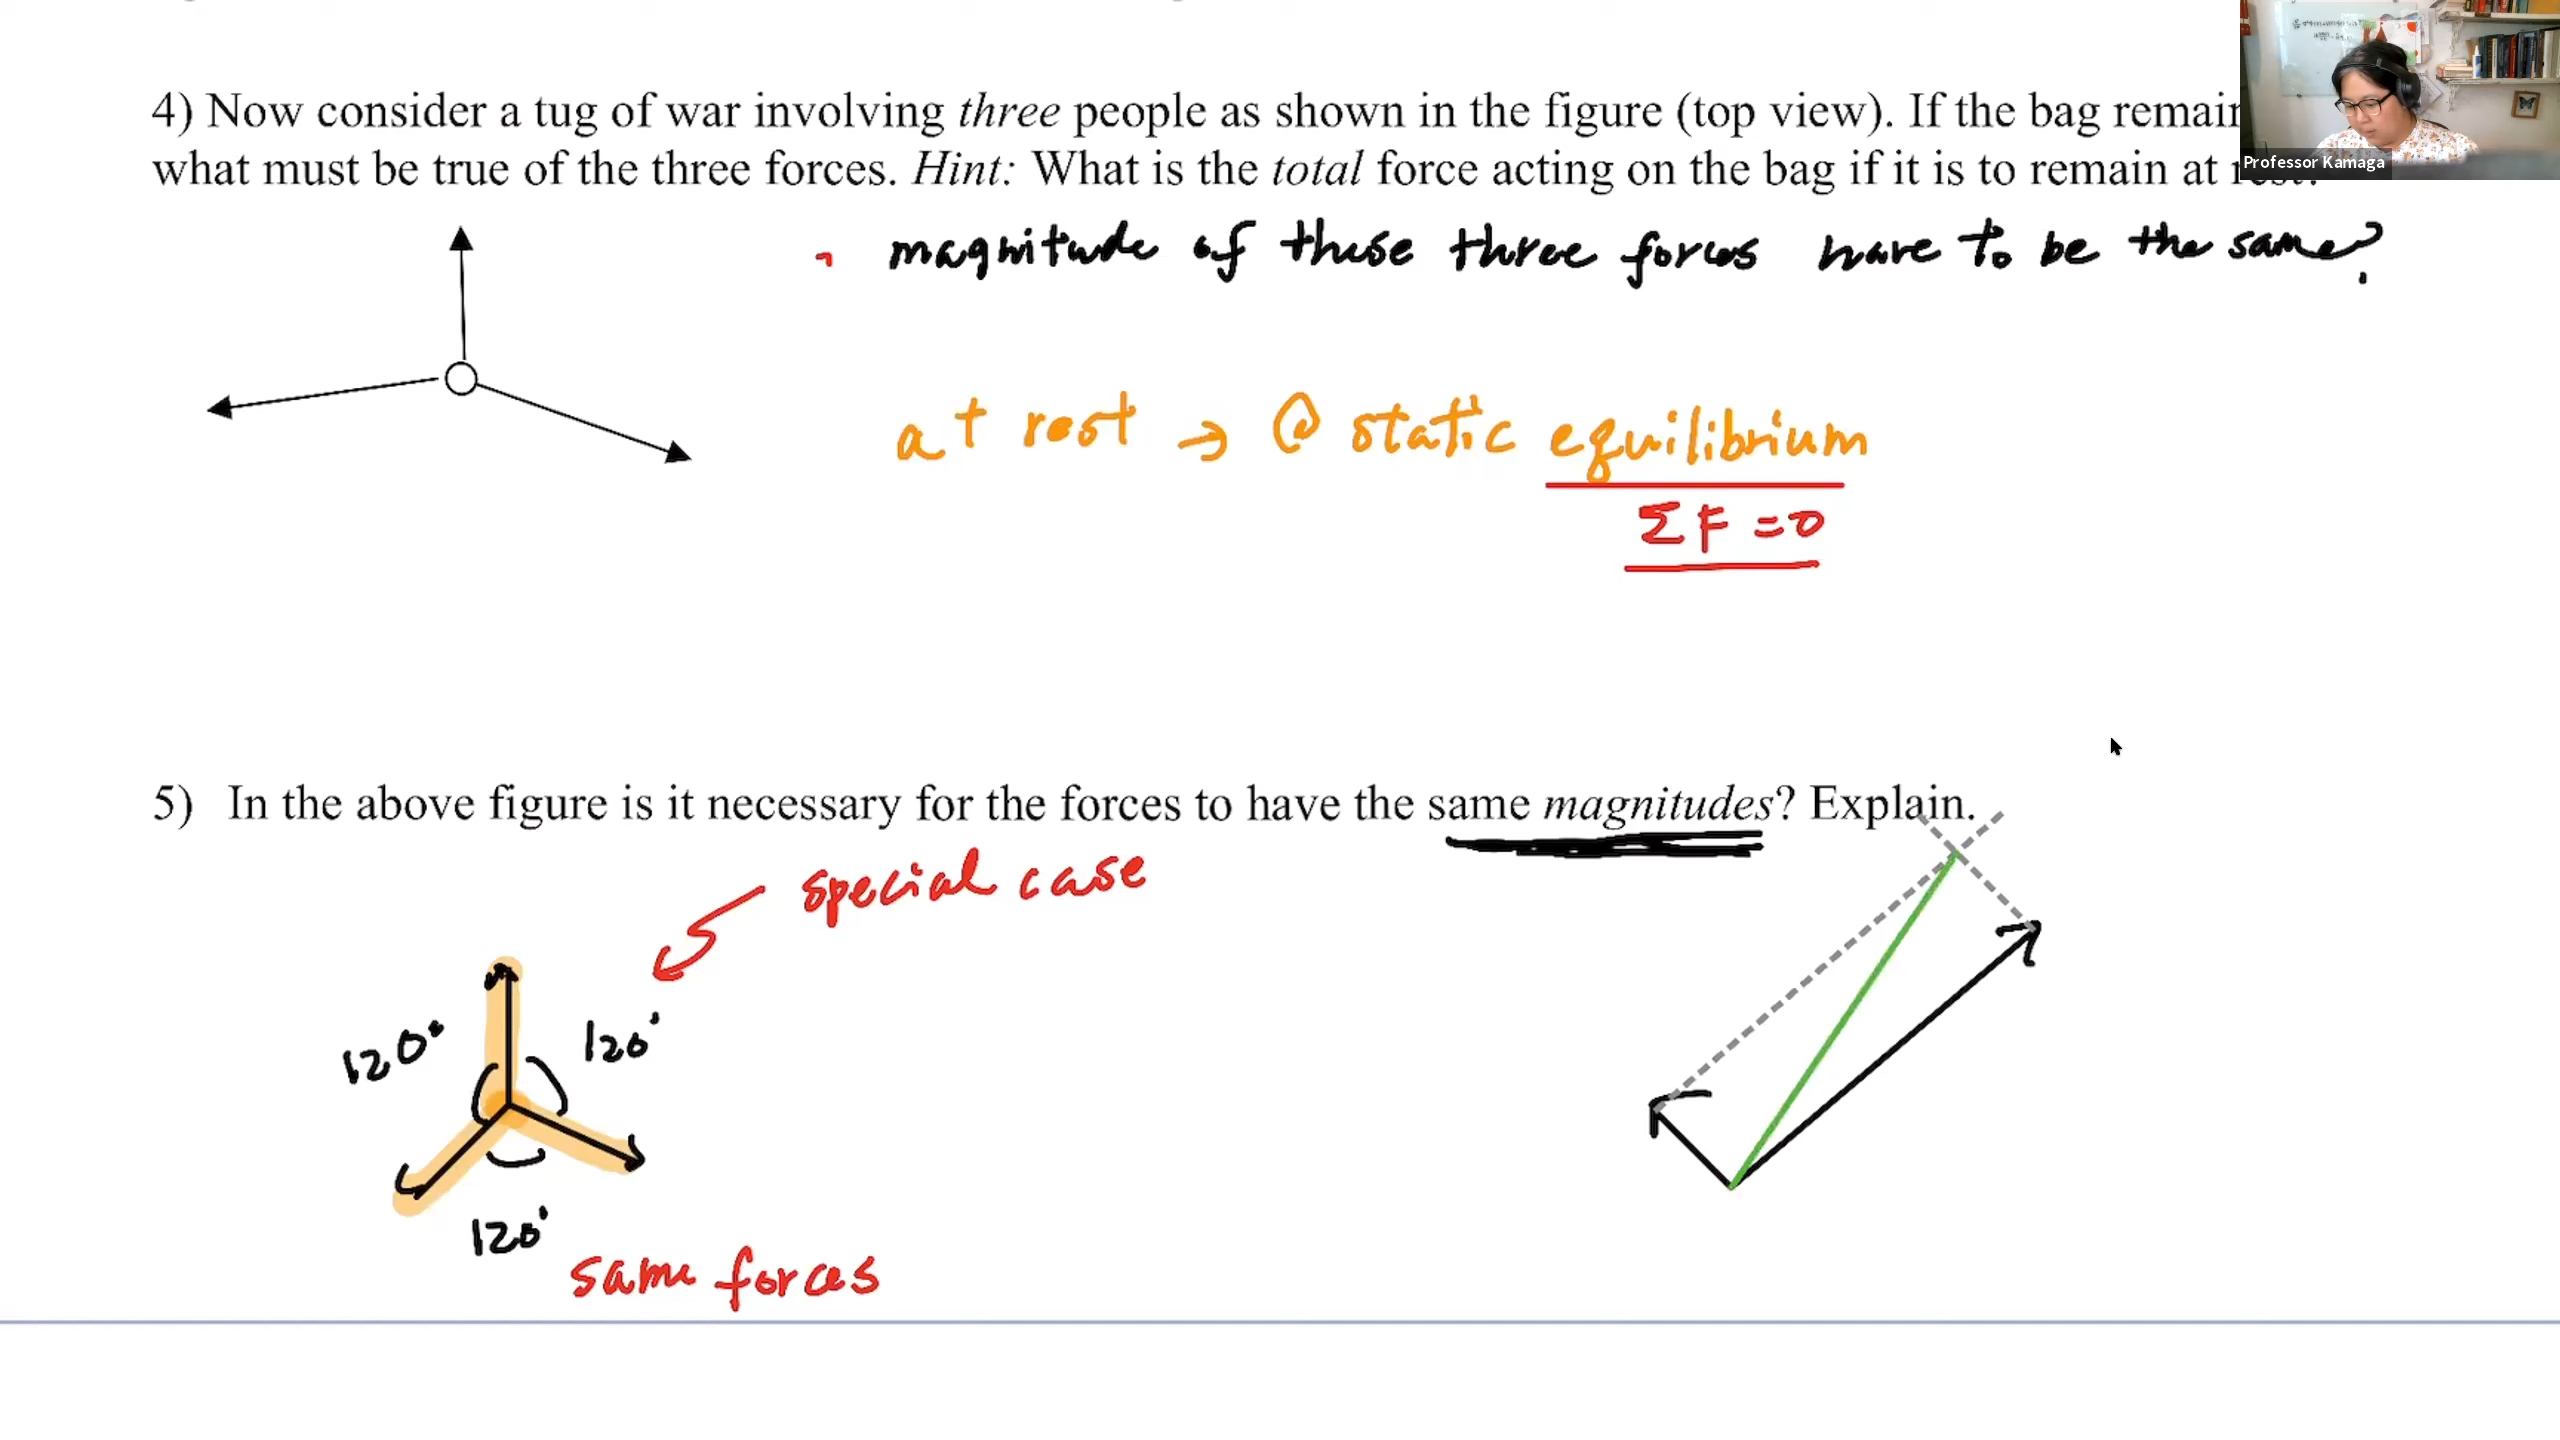 4) Now consider a tug of war involving three people as shown in the figure (top view). If the bag remain
what must be true of the three forces. Hint: What is the total force acting on the bag if it is to remain at
Professor Kamaga
magnitude of these three forces have to be the same?
at rest → @ static equilibrium
ΣF = 0
5) In the above figure is it necessary for the forces to have the same magnitudes? Explain.
special case
120°
120°
120°
same forces